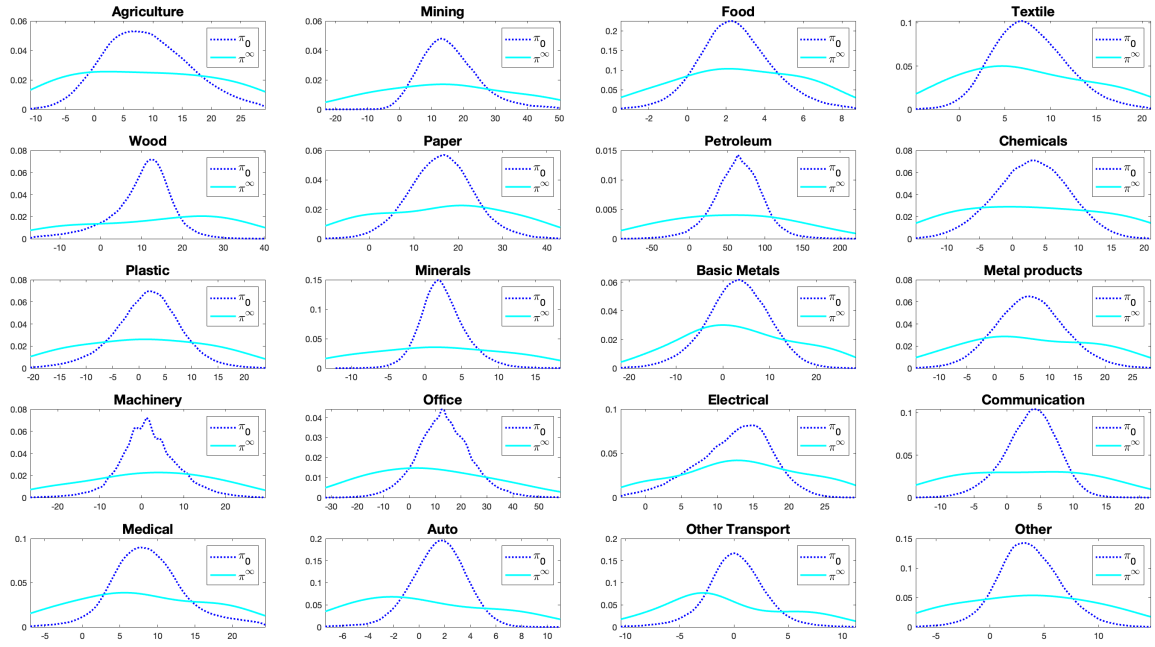 Agriculture
0.06
0.04
0.02
0
-10 -5 0 5 10 15 20 25
π0
π∞
Mining
0.06
0.04
0.02
0
-20 -10 0 10 20 30 40 50
π0
π∞
Food
0.2
0.15
0.1
0.05
0
-2 0 2 4 6 8
π0
π∞
Textile
0.1
0.05
0
0 5 10 15 20
π0
π∞
Wood
0.08
0.06
0.04
0.02
0
-10 0 10 20 30 40
π0
π∞
Paper
0.06
0.04
0.02
0
0 10 20 30 40
π0
π∞
Petroleum
0.015
0.01
0.005
0
-50 0 50 100 150 200
π0
π∞
Chemicals
0.08
0.06
0.04
0.02
0
-10 -5 0 5 10 15 20
π0
π∞
Plastic
0.08
0.06
0.04
0.02
0
-20 -15 -10 -5 0 5 10 15 20
π0
π∞
Minerals
0.15
0.1
0.05
0
-10 -5 0 5 10 15
π0
π∞
Basic Metals
0.06
0.04
0.02
0
-20 -10 0 10 20
π0
π∞
Metal products
0.08
0.06
0.04
0.02
0
-10 -5 0 5 10 15 20 25
π0
π∞
Machinery
0.08
0.06
0.04
0.02
0
-20 -10 0 10 20
π0
π∞
Office
0.04
0.03
0.02
0.01
0
-30 -20 -10 0 10 20 30 40 50
π0
π∞
Electrical
0.1
0.05
0
0 5 10 15 20 25
π0
π∞
Communication
0.1
0.05
0
-10 -5 0 5 10 15 20
π0
π∞
Medical
0.1
0.05
0
-5 0 5 10 15 20
π0
π∞
Auto
0.2
0.15
0.1
0.05
0
-6 -4 -2 0 2 4 6 8 10
π0
π∞
Other Transport
0.2
0.15
0.1
0.05
0
-10 -5 0 5 10
π0
π∞
Other
0.15
0.1
0.05
0
-5 0 5 10
π0
π∞